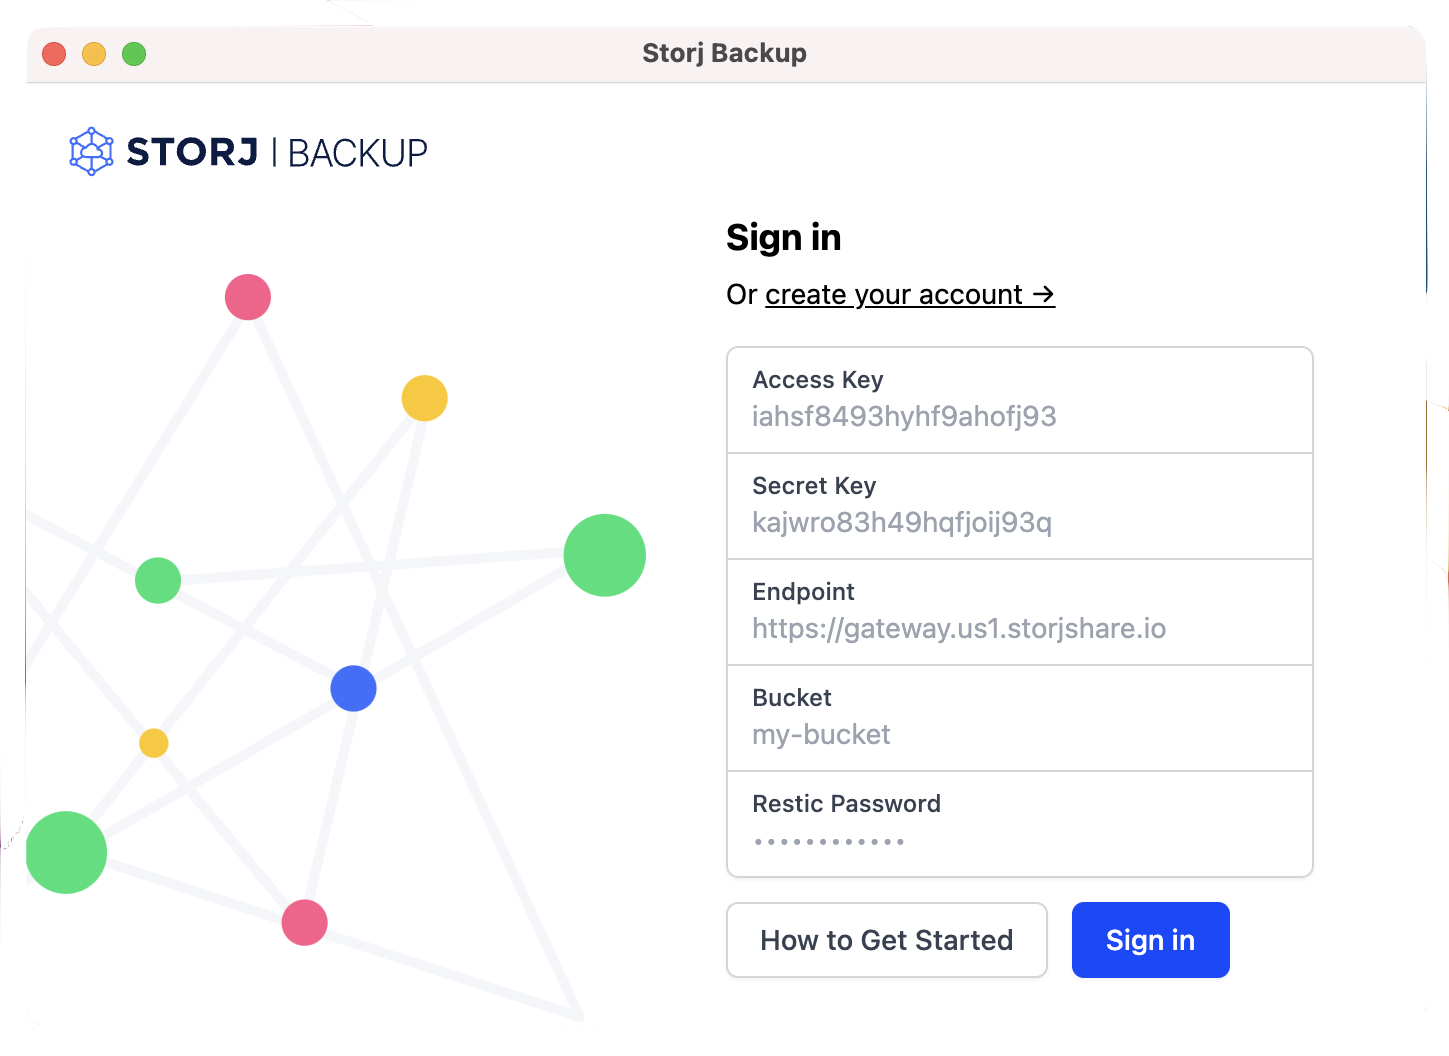 Storj Backup
STORJ | BACKUP
Sign in
Or create your account →
Access Key
iahsf8493hyhf9ahofj93
Secret Key
kajwro83h49hqfjoij93q
Endpoint
https://gateway.us1.storjshare.io
Bucket
my-bucket
Restic Password
••••••••••••
How to Get Started
Sign in